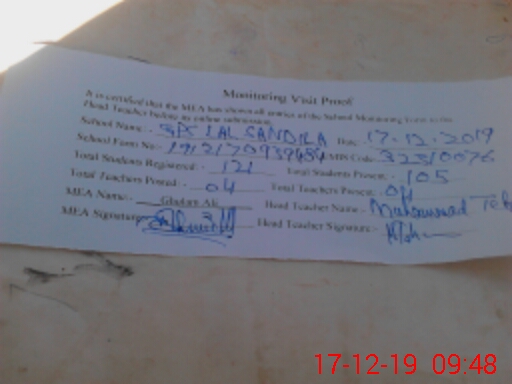 Monitoring Visit Proof
It is certified that the MEA has shown all entries of the School Monitoring Form to the
Head Teacher before its online submission.
School Name:- GPS LAL SANDILA Date: 17.12.2019
School Form No:- EMIS Code: 32310076
Total Students Registered:- 121 Total Students Present:- 105
Total Teachers Posted:- 04 Total Teachers Present:- 04
MEA Name:- Ghulam Ali Head Teacher Name:- Muhammad
MEA Signature: Head Teacher Signature:-
17-12-19 09:48